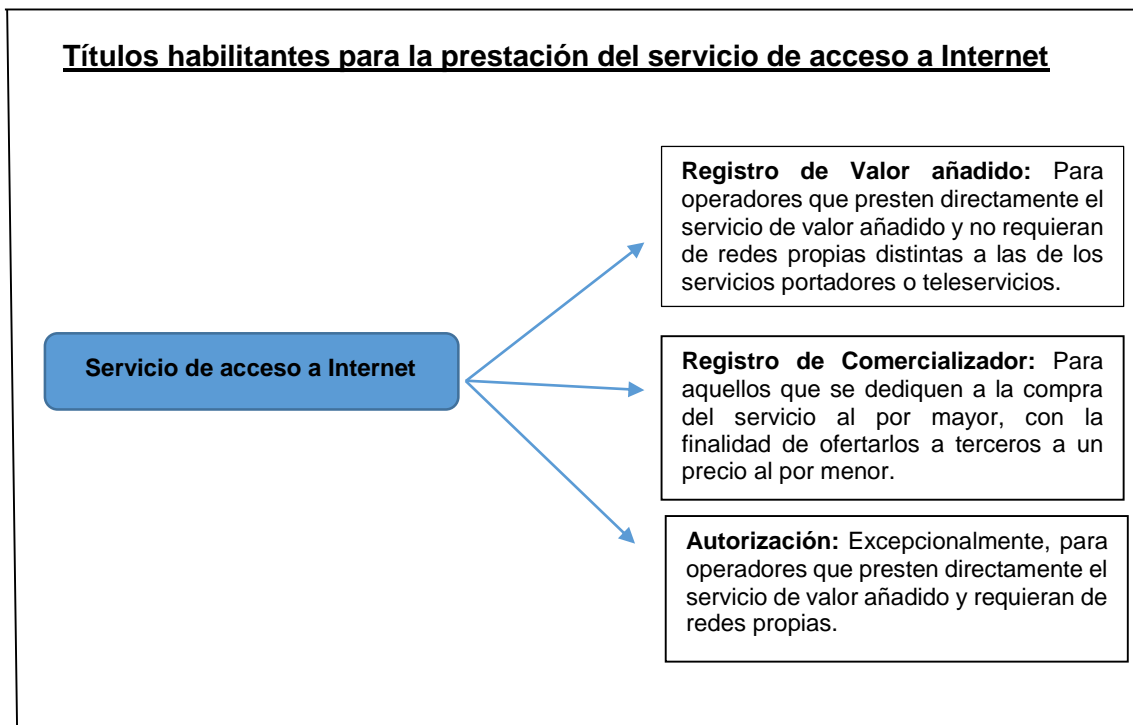 Títulos habilitantes para la prestación del servicio de acceso a Internet
Registro de Valor añadido: Para
operadores que presten directamente el
servicio de valor añadido y no requieran
de redes propias distintas a las de los
servicios portadores o teleservicios.
Servicio de acceso a Internet
Registro de Comercializador: Para
aquellos que se dediquen a la compra
del servicio al por mayor, con la
finalidad de ofertarlos a terceros a un
precio al por menor.
Autorización: Excepcionalmente, para
operadores que presten directamente el
servicio de valor añadido y requieran de
redes propias.